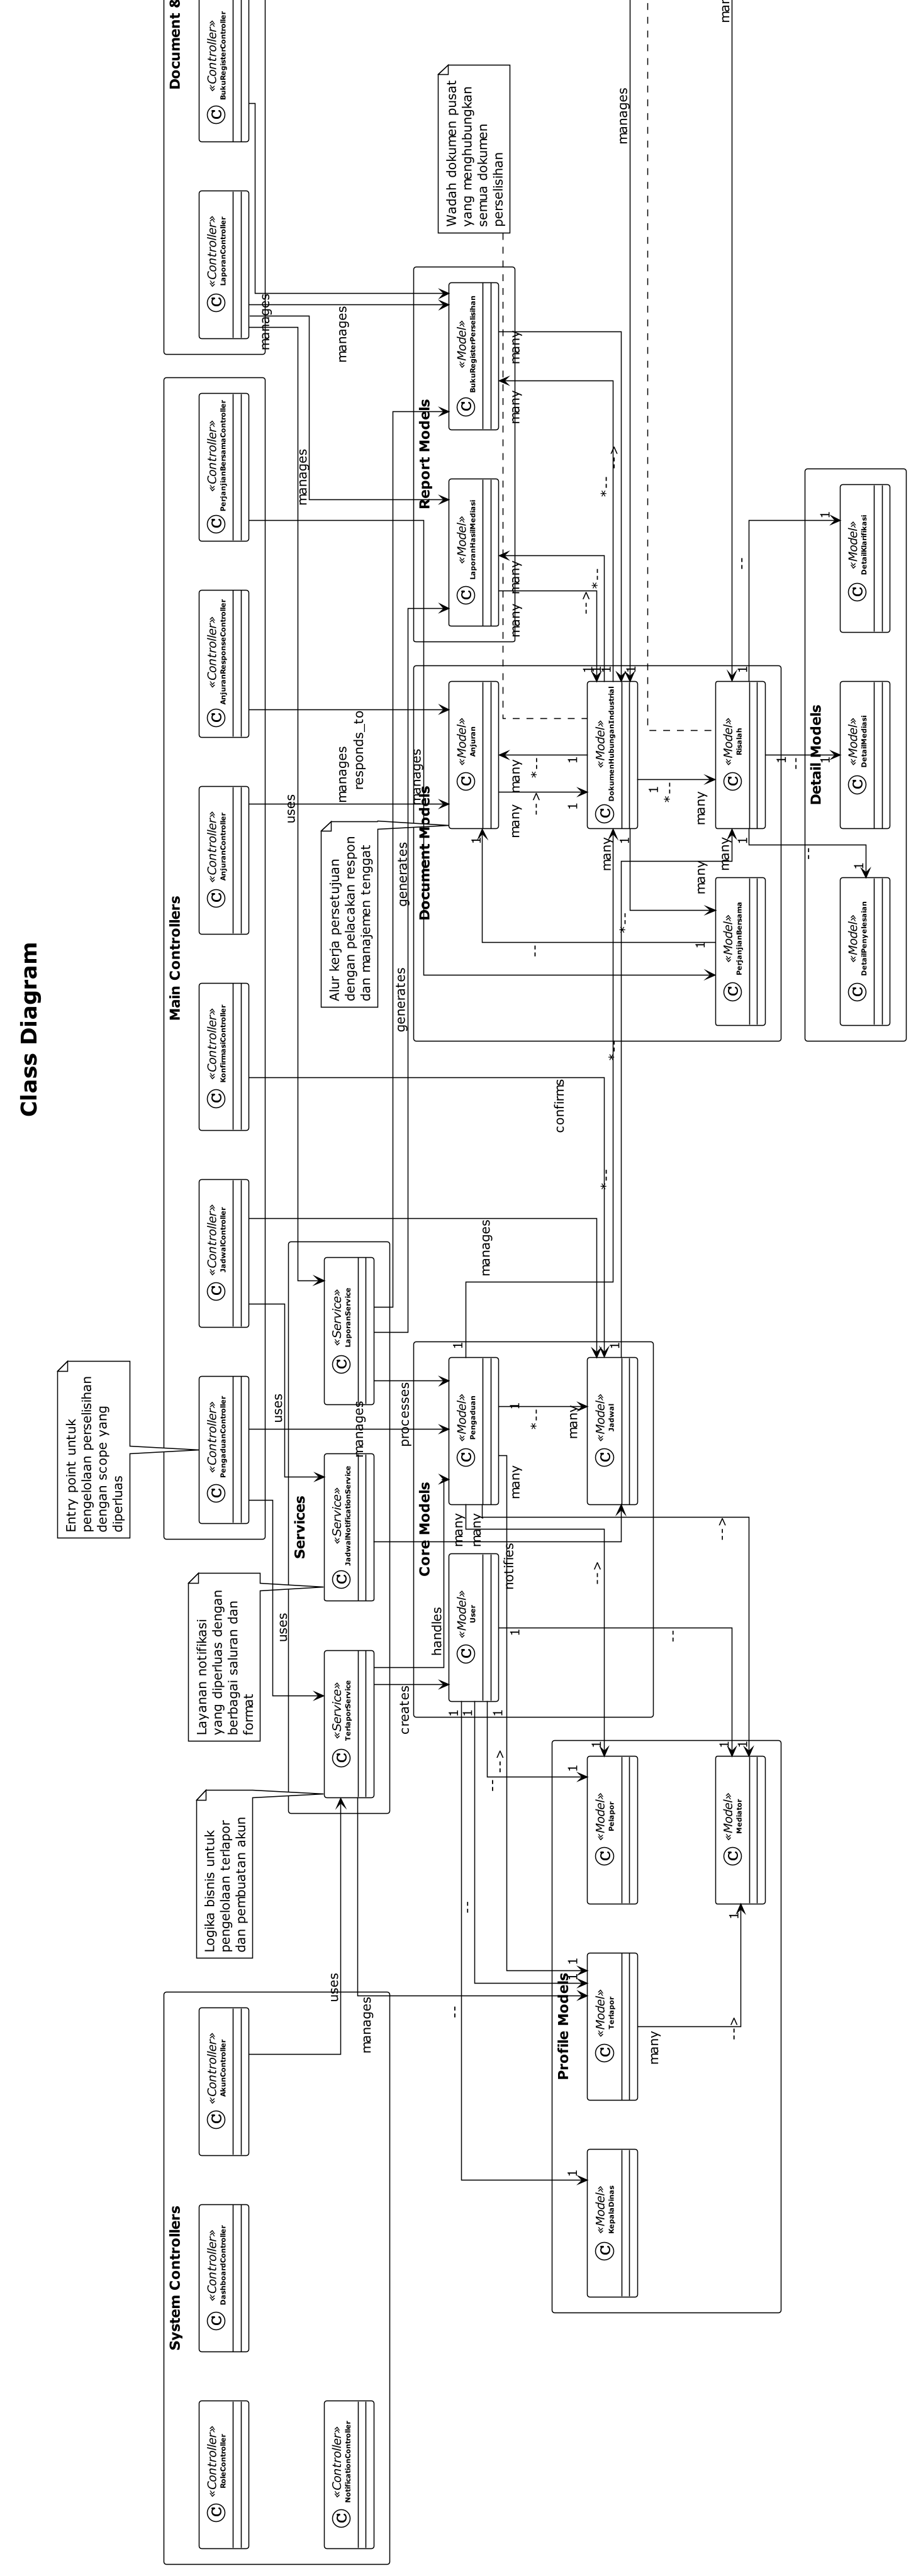 Class Diagram
Entry point untuk
pengelolaan perselisihan
dengan scope yang
diperluas
System Controllers
«Controller»
RoleController
«Controller»
DashboardController
«Controller»
AkunController
«Controller»
NotificationController
Main Controllers
«Controller»
PengaduanController
«Controller»
JadwalController
«Controller»
KonfirmasiController
«Controller»
AnjuranController
«Controller»
AnjuranResponseController
«Controller»
PerjanjianBersamaController
Document &
«Controller»
LaporanController
«Controller»
BukuRegisterController
Logika bisnis untuk
pengelolaan terlapor
dan pembuatan akun
Layanan notifikasi
yang diperluas dengan
berbagai saluran dan
format
Services
«Service»
TerlaporService
«Service»
JadwalNotificationService
«Service»
LaporanService
Alur kerja persetujuan
dengan pelacakan respon
dan manajemen tenggat
Wadah dokumen pusat
yang menghubungkan
semua dokumen
perselisihan
Core Models
«Model»
User
«Model»
Pengaduan
«Model»
Jadwal
Document Models
«Model»
Anjuran
«Model»
DokumenHubunganIndustrial
«Model»
PerjanjianBersama
«Model»
Risalah
Report Models
«Model»
LaporanHasilMediasi
«Model»
BukuRegisterPerselisihan
Profile Models
«Model»
KepalaDinas
«Model»
Terlapor
«Model»
Pelapor
«Model»
Mediator
Detail Models
«Model»
DetailPenyelesaian
«Model»
DetailMediasi
«Model»
DetailKlarifikasi
uses
uses
uses
uses
manages
manages
manages
manages
manages
manages
manages
manages
manages
responds_to
confirms
creates
handles
notifies
processes
generates
generates
many
many
many
many
many
many
many
many
many
many
many
many
many
many
1
1
1
1
1
1
1
1
1
1
1
1
--
--
--
--
--
-->
-->
-->
-->
*--
*--
*--
*--